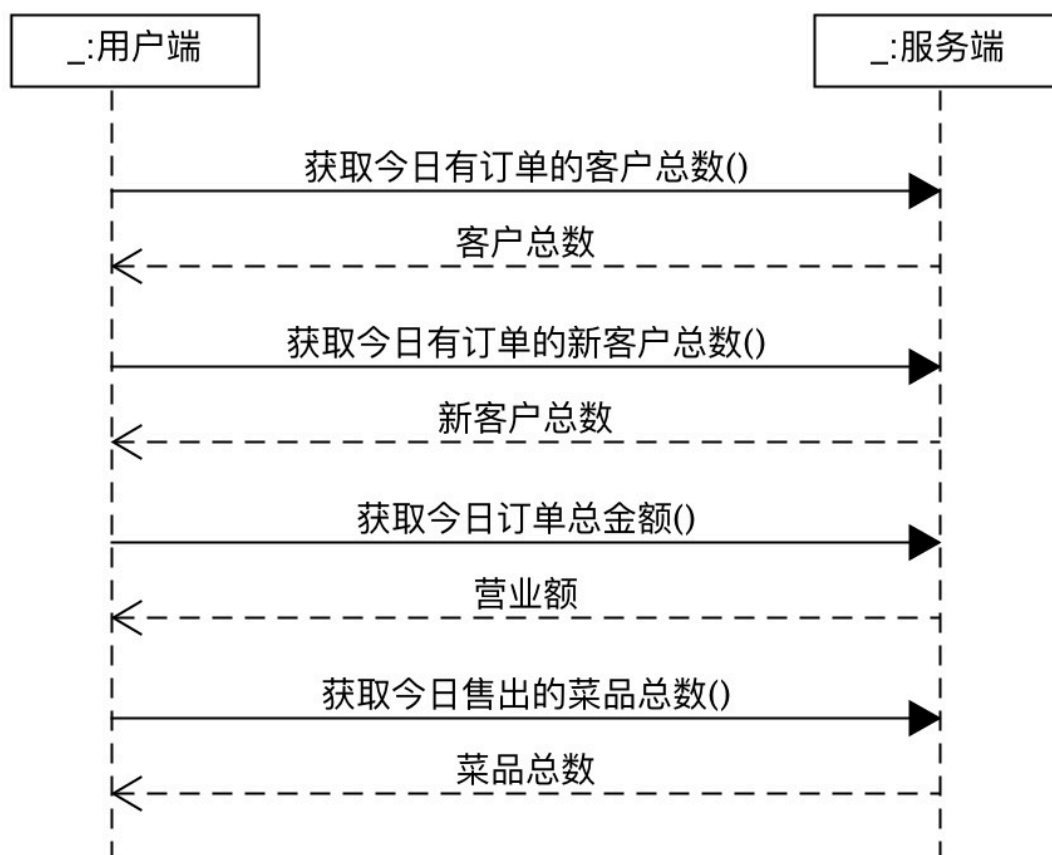 _:用户端
_:服务端
获取今日有订单的客户总数()
客户总数
获取今日有订单的新客户总数()
新客户总数
获取今日订单总金额()
营业额
获取今日售出的菜品总数()
菜品总数